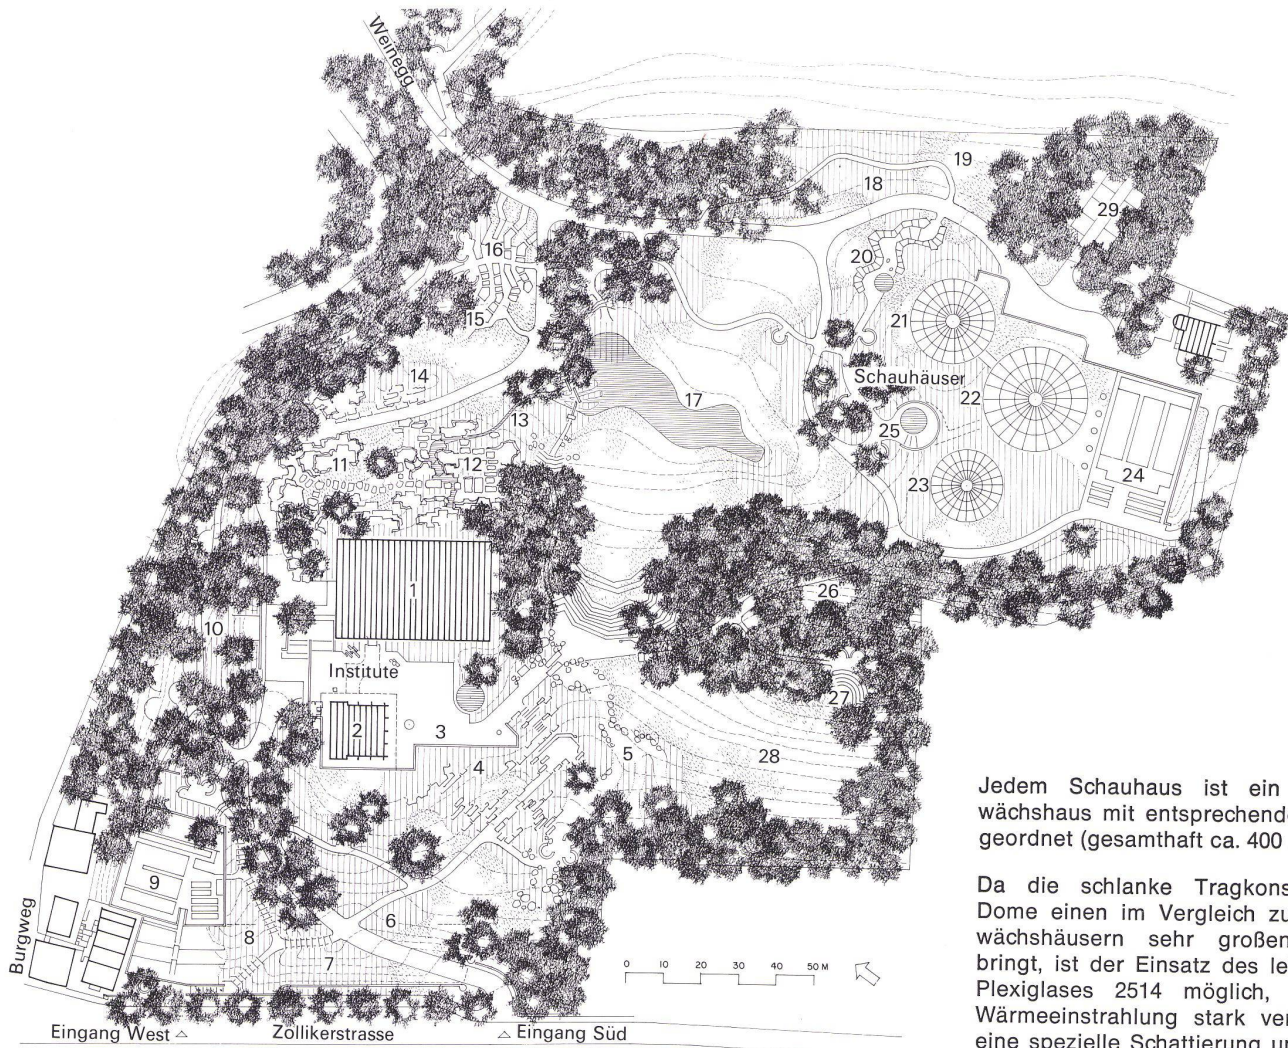 Weinegg
19
18
29
16
20
15
21
14
Schauhäuser
17
22
13
25
11
12
24
23
1
26
10
Institute
27
2
3
5
28
4
Jedem Schauhaus ist ein
wächshaus mit entsprechend
geordnet (gesamthaft ca. 400
9
Da die schlanke Tragkons
Dome einen im Vergleich zu
wächshäusern sehr großen
bringt, ist der Einsatz des le
Plexiglases 2514 möglich,
Wärmeeinstrahlung stark ver
eine spezielle Schattierung u
6
8
7
Burgweg
0 10 20 30 40 50 M
Eingang West Zollikerstrasse Eingang Süd